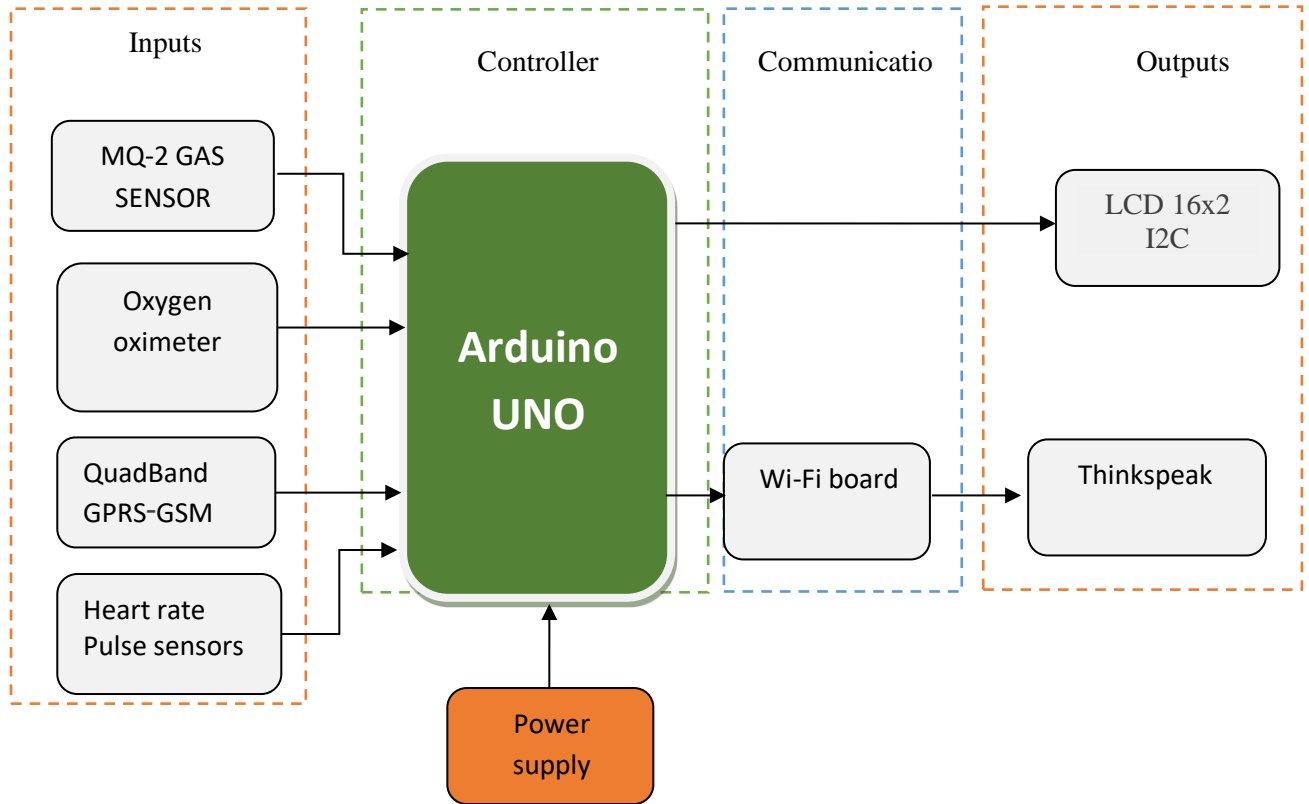 Inputs
Controller
Communicatio
Outputs
MQ-2 GAS
SENSOR
Oxygen
oximeter
QuadBand
GPRS-GSM
Heart rate
Pulse sensors
Arduino
UNO
Power
supply
Wi-Fi board
LCD 16x2
I2C
Thinkspeak